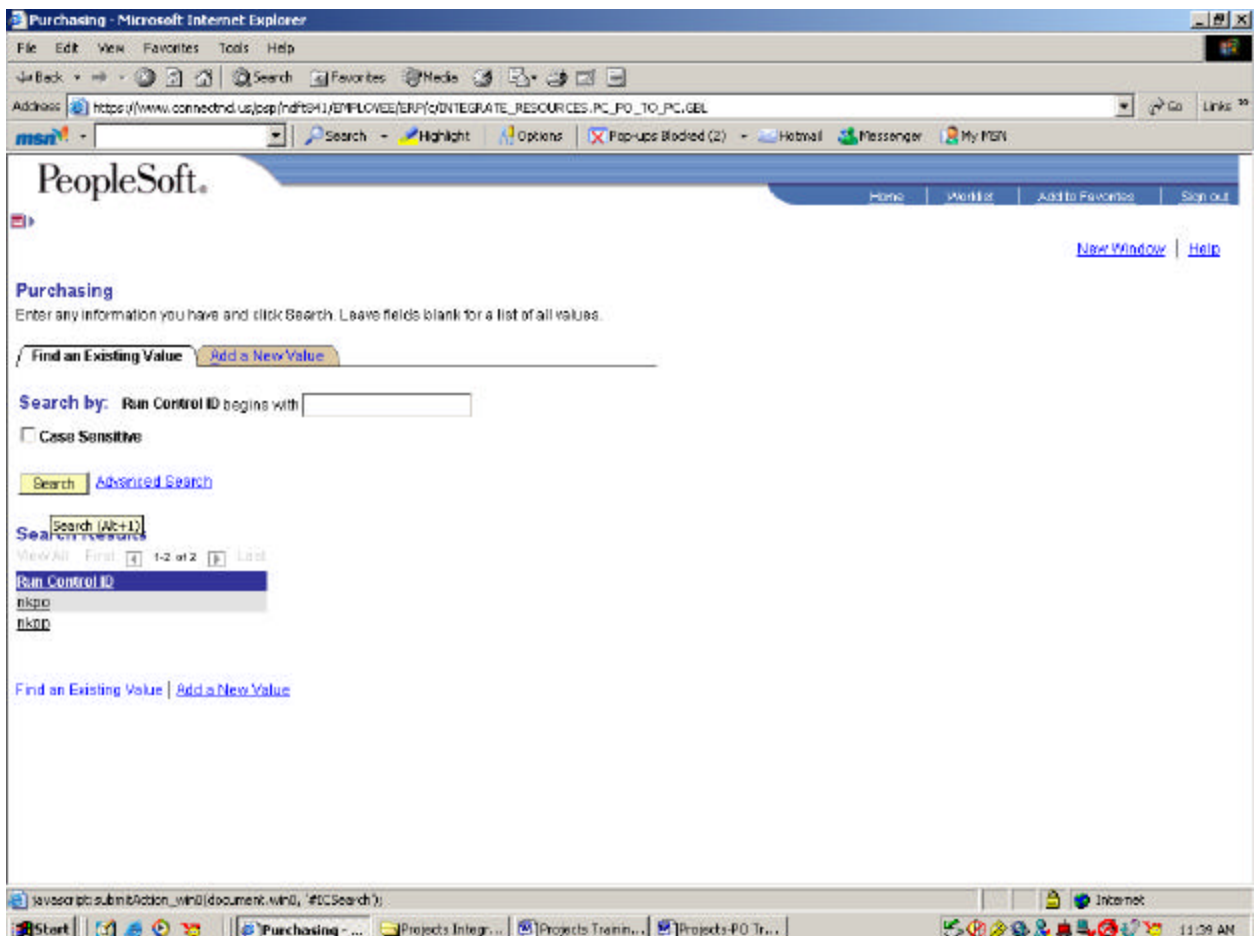 Purchasing - Microsoft Internet Explorer
File Edit View Favorites Tools Help
Back Search Favorites Media
Address https://www.connectnd.us/psp/ndfts941/EMPLOYEE/ERP/c/INTEGRATE_RESOURCES.PC_PO_TO_PC.GBL Go Links »
msn Search Highlight Options Pop-ups Blocked (2) Hotmail Messenger My MSN
PeopleSoft®
Home Worklist Add to Favorites Sign out
New Window Help
Purchasing
Enter any information you have and click Search. Leave fields blank for a list of all values.
Find an Existing Value Add a New Value
Search by: Run Control ID begins with
Case Sensitive
Search Advanced Search
Search (Alt+1)
Search Results
View All First 1-2 of 2 Last
Run Control ID
nkpo
nkpp
Find an Existing Value Add a New Value
javascript:submitAction_win0(document.win0, '#ICSearch'); Internet
Start Purchasing - ... Projects Integr... Projects Trainin... Projects-PO Tr... 11:39 AM